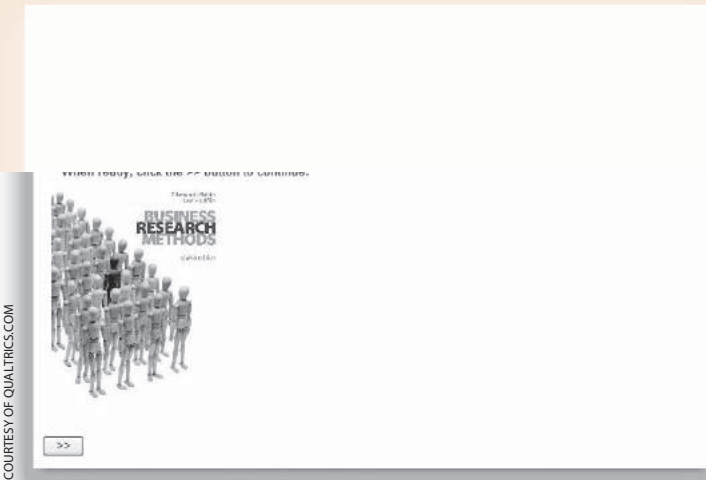 When ready, click the >> button to continue.
BUSINESS
RESEARCH
METHODS
>>
COURTESY OF QUALTRICS.COM